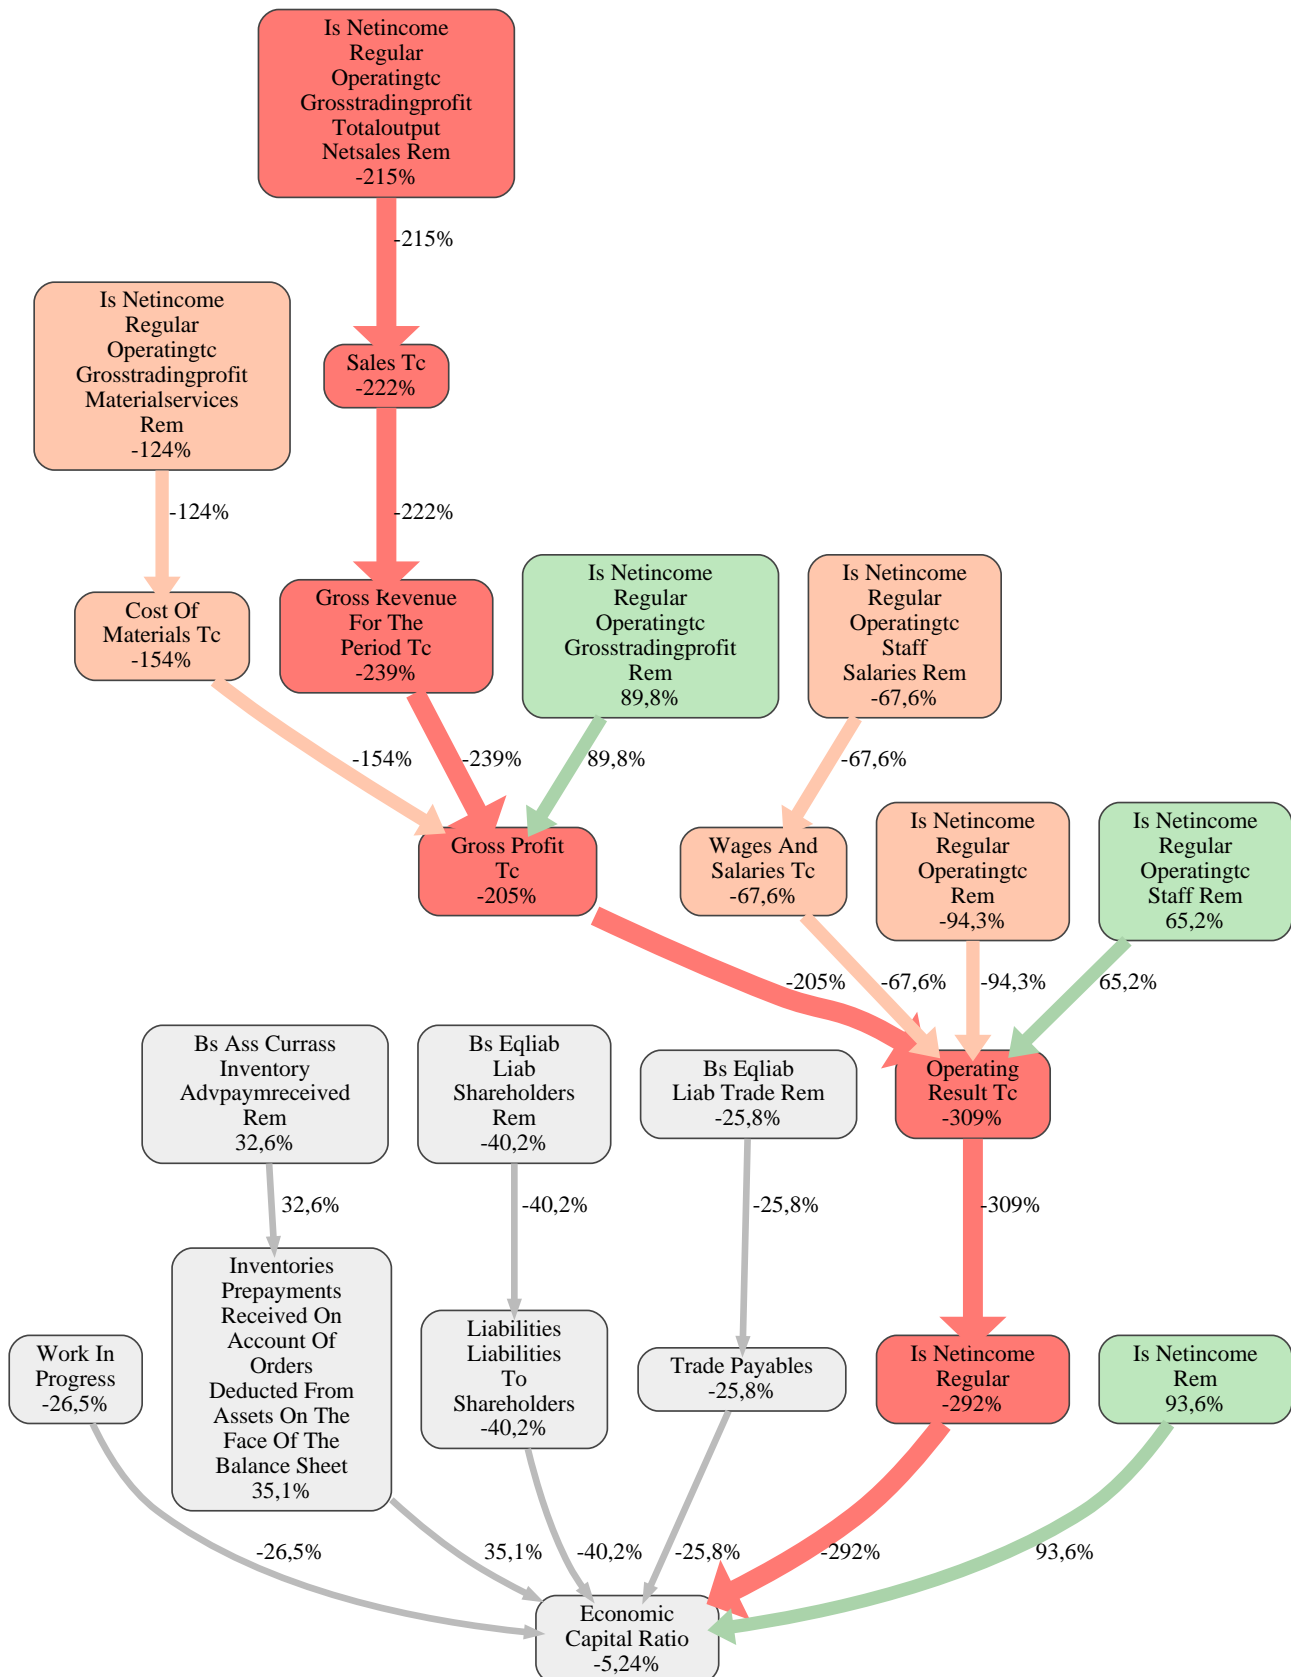 Is Netincome
Regular
Operatingtc
Grosstradingprofit
Totaloutput
Netsales Rem
-215%
-215%
Is Netincome
Regular
Operatingtc
Grosstradingprofit
Materialservices
Rem
-124%
Sales Tc
-222%
-124%
-222%
Cost Of
Materials Tc
-154%
Gross Revenue
For The
Period Tc
-239%
Is Netincome
Regular
Operatingtc
Grosstradingprofit
Rem
89,8%
Is Netincome
Regular
Operatingtc
Staff
Salaries Rem
-67,6%
-154%
-239%
89,8%
-67,6%
Gross Profit
Tc
-205%
Wages And
Salaries Tc
-67,6%
Is Netincome
Regular
Operatingtc
Rem
-94,3%
Is Netincome
Regular
Operatingtc
Staff Rem
65,2%
-205%
-67,6%
-94,3%
65,2%
Bs Ass Currass
Inventory
Advpaymreceived
Rem
32,6%
Bs Eqliab
Liab
Shareholders
Rem
-40,2%
Bs Eqliab
Liab Trade Rem
-25,8%
Operating
Result Tc
-309%
32,6%
-40,2%
-25,8%
-309%
Work In
Progress
-26,5%
Inventories
Prepayments
Received On
Account Of
Orders
Deducted From
Assets On The
Face Of The
Balance Sheet
35,1%
Liabilities
Liabilities
To
Shareholders
-40,2%
Trade Payables
-25,8%
Is Netincome
Regular
-292%
Is Netincome
Rem
93,6%
-26,5%
35,1%
-40,2%
-25,8%
-292%
93,6%
Economic
Capital Ratio
-5,24%